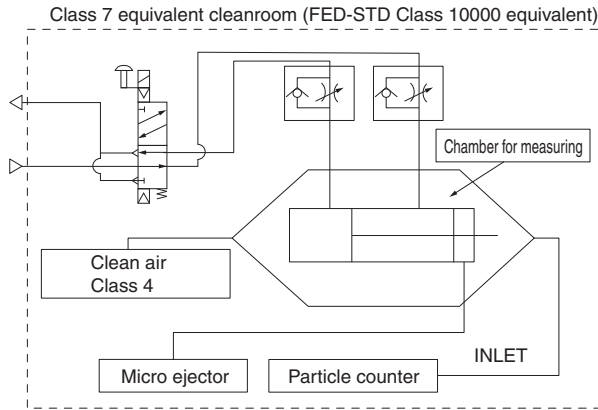 Class 7 equivalent cleanroom (FED-STD Class 10000 equivalent)
Chamber for measuring
Clean air
Class 4
INLET
Micro ejector
Particle counter